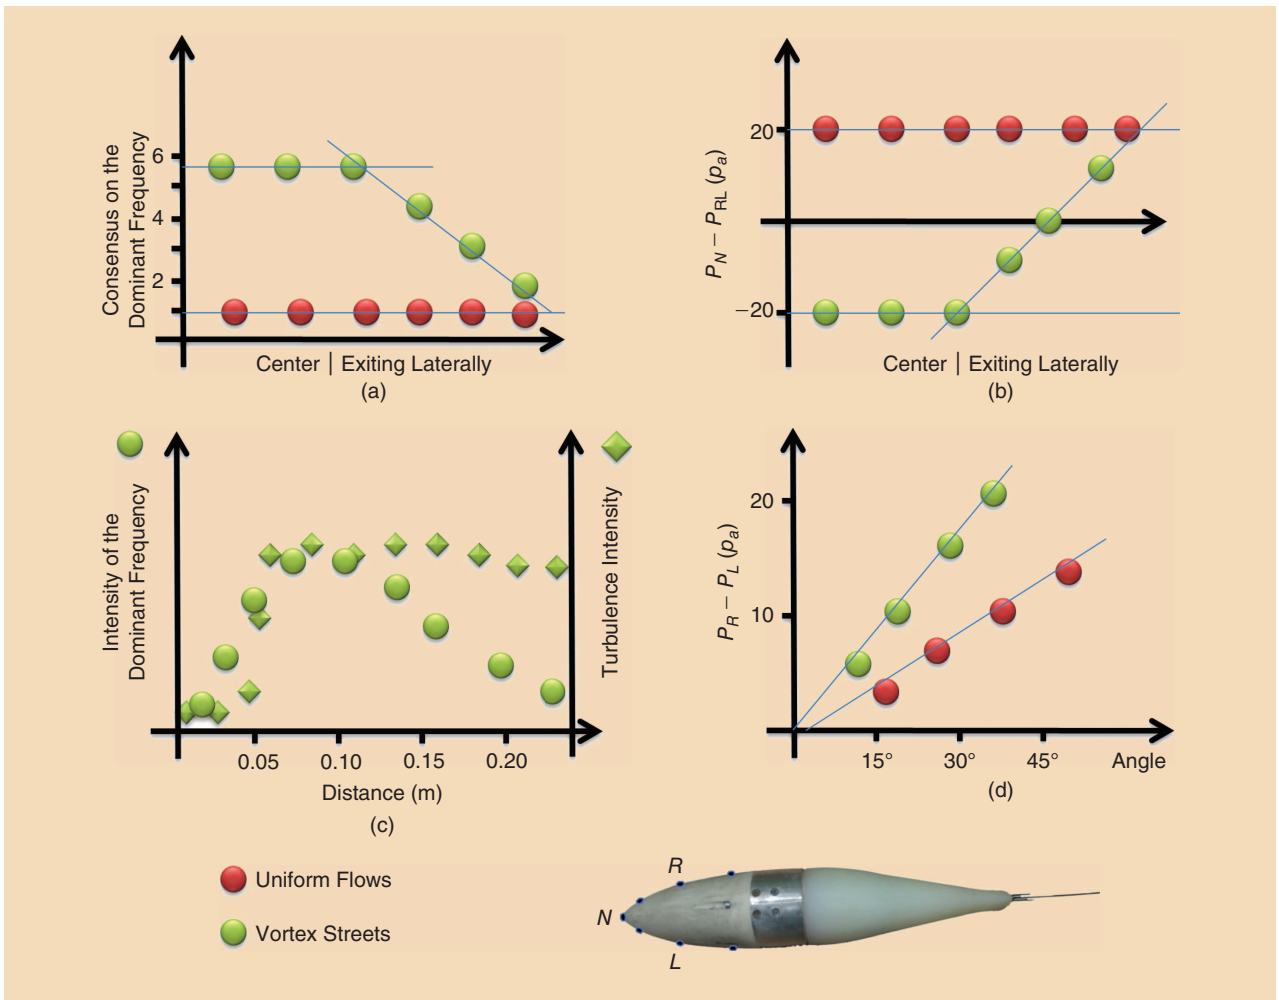 Consensus on the
Dominant Frequency
6
4
2
Center | Exiting Laterally
(a)
P_N − P_RL (p_a)
20
−20
Center | Exiting Laterally
(b)
Intensity of the
Dominant Frequency
Turbulence Intensity
0.05 0.10 0.15 0.20
Distance (m)
(c)
P_R − P_L (p_a)
20
10
15° 30° 45° Angle
(d)
Uniform Flows
Vortex Streets
R
N
L